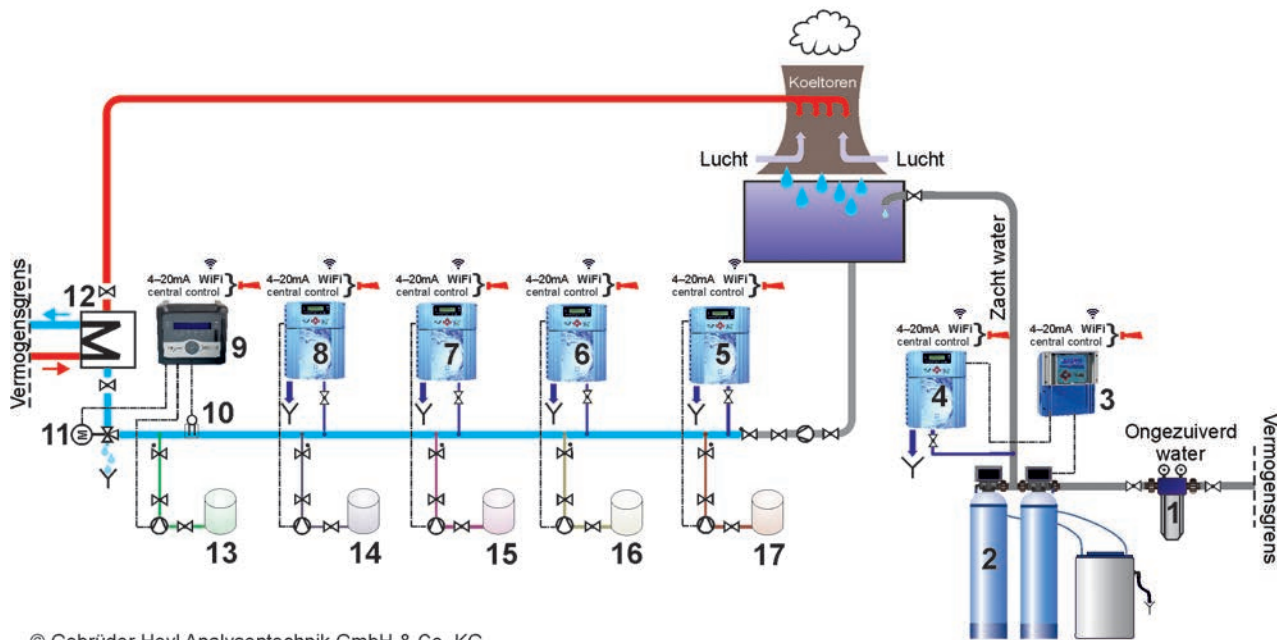 Koeltoren
Lucht
Lucht
Zacht water
4–20mA WiFi
central control
4–20mA WiFi
central control
4–20mA WiFi
central control
4–20mA WiFi
central control
4–20mA WiFi
central control
12
9
8
7
6
5
Vermogensgrens
4–20mA WiFi
central control
4–20mA WiFi
central control
4
3
10
11
M
Ongezuiverd
water
Vermogensgrens
1
2
13
14
15
16
17
© Gebrüder Heyl Analysentechnik GmbH & Co. KG